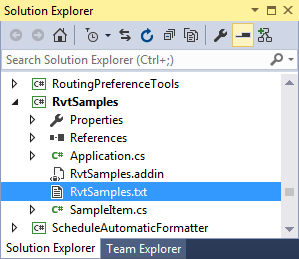 Solution Explorer
Search Solution Explorer (Ctrl+;)
C# RoutingPreferenceTools
C# RvtSamples
Properties
References
C# Application.cs
RvtSamples.addin
RvtSamples.txt
C# SampleItem.cs
C# ScheduleAutomaticFormatter
Solution Explorer Team Explorer